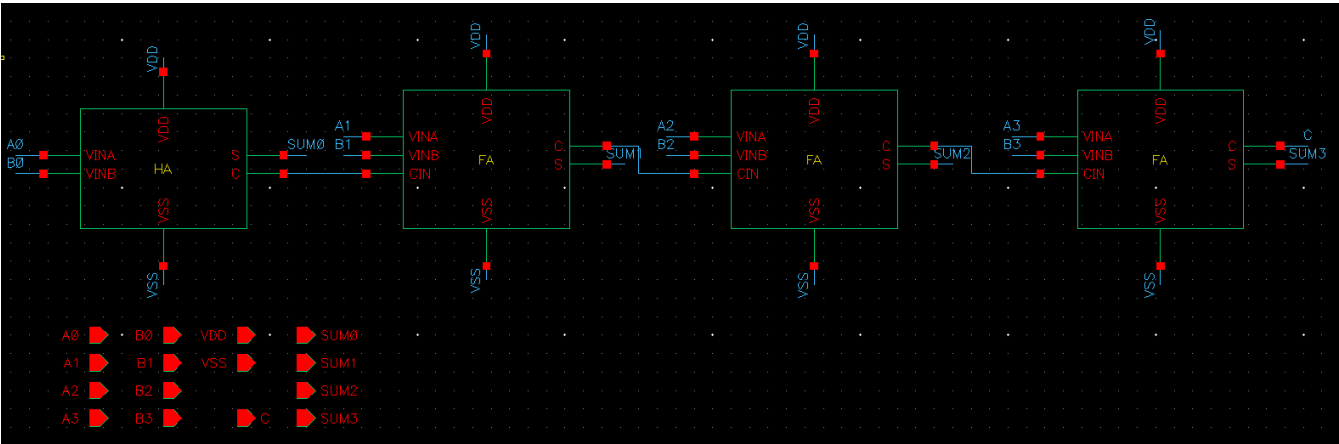 VDD VDD VDD VDD
VDD VDD VDD VDD
A0 VINA HA S SUM0 A1 VINA FA C SUM1 A2 VINA FA C SUM2 A3 VINA FA C C
B0 VINB C B1 VINB S B2 VINB S B3 VINB S SUM3
CIN CIN CIN
VSS VSS VSS VSS
VSS VSS VSS VSS
A0 B0 VDD SUM0
A1 B1 VSS SUM1
A2 B2 SUM2
A3 B3 C SUM3